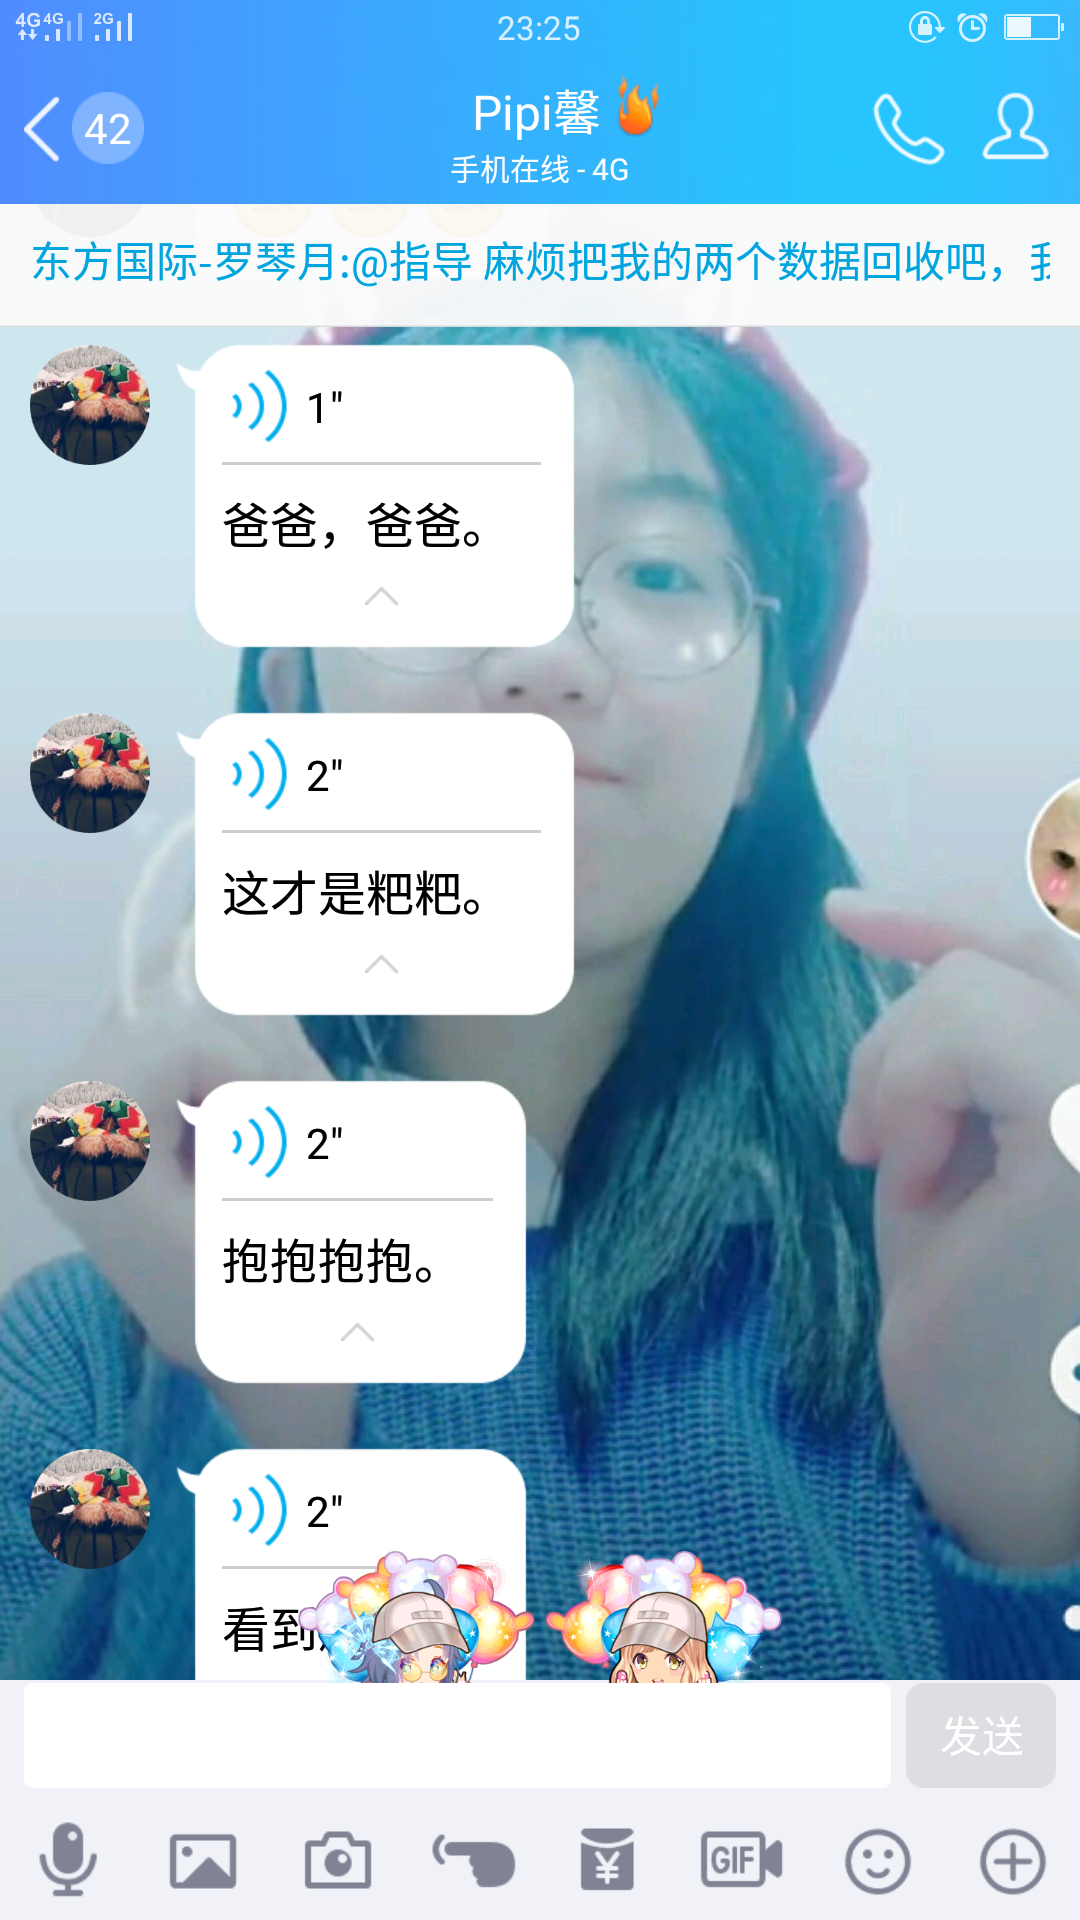 4G 4G 2G 23:25
42
Pipi馨
手机在线 - 4G
东方国际-罗琴月:@指导 麻烦把我的两个数据回收吧，
1"
爸爸，爸爸。
2"
这才是粑粑。
2"
抱抱抱抱。
2"
看到
发送
GIF